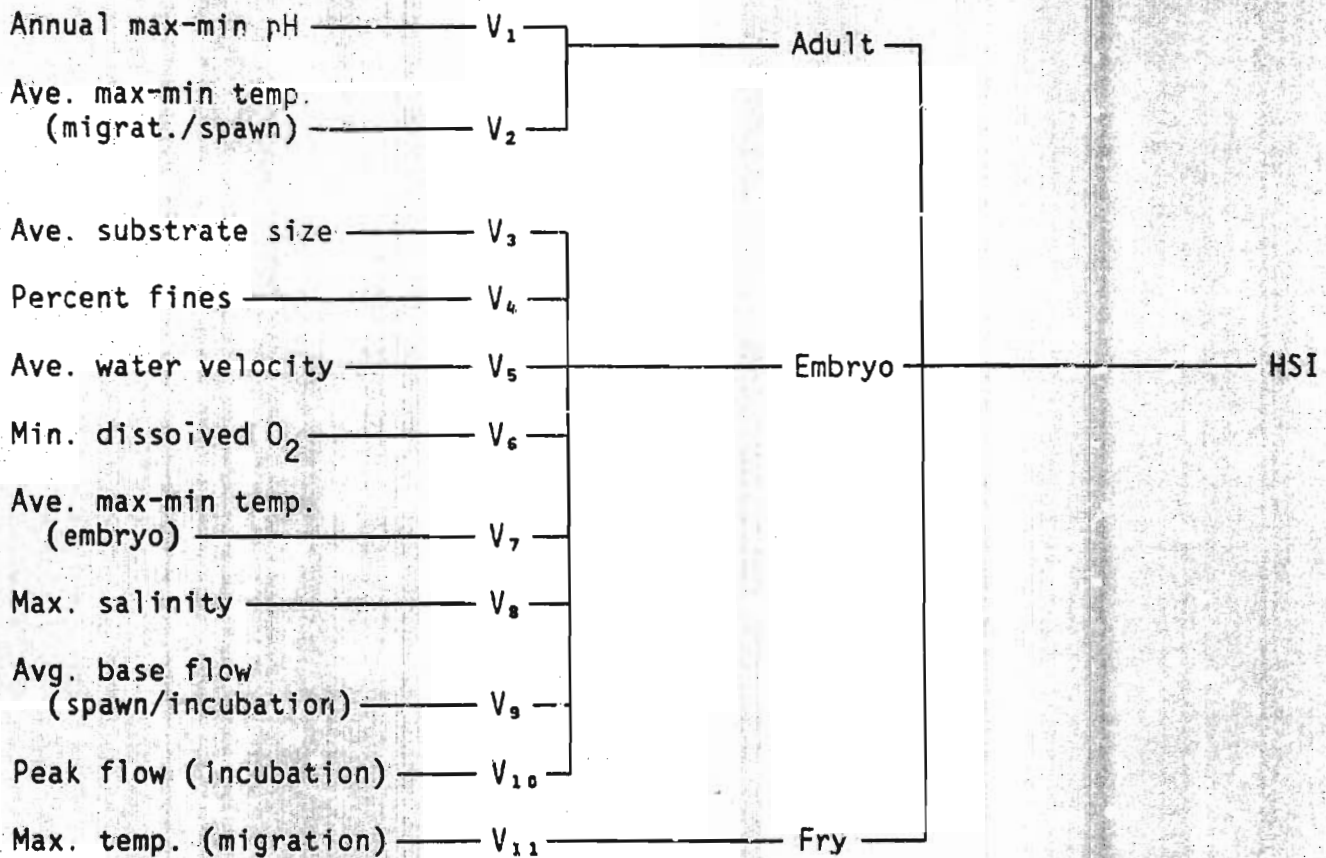 Annual max-min pH V₁ Adult
Ave. max-min temp.
(migrat./spawn) V₂
Ave. substrate size V₃
Percent fines V₄
Ave. water velocity V₅ Embryo HSI
Min. dissolved O₂ V₆
Ave. max-min temp.
(embryo) V₇
Max. salinity V₈
Avg. base flow
(spawn/incubation) V₉
Peak flow (incubation) V₁₀
Max. temp. (migration) V₁₁ Fry